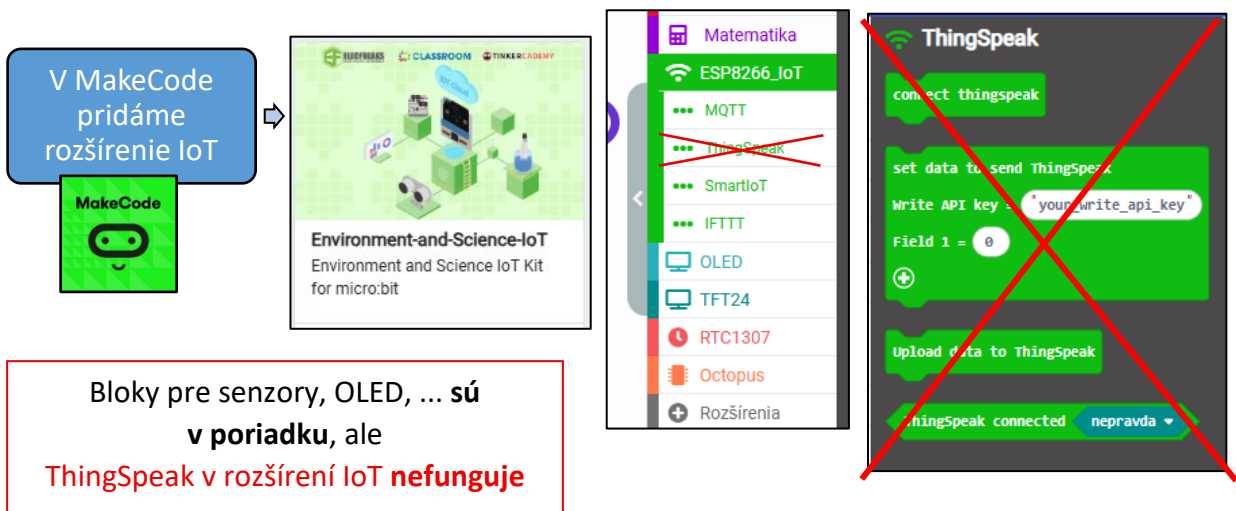 V MakeCode
pridáme
rozšírenie IoT
MakeCode
ELECFREAKS CLASSROOM TINKERCADEMY
IOT Cloud
Environment-and-Science-IoT
Environment and Science IoT Kit
for micro:bit
Matematika
ESP8266_IoT
MQTT
ThingSpeak
SmartIoT
IFTTT
OLED
TFT24
RTC1307
Octopus
Rozšírenia
ThingSpeak
connect thingspeak
set data to send ThingSpeak
Write API key = "your_write_api_key"
Field 1 = 0
Upload data to ThingSpeak
ThingSpeak connected nepravda
Bloky pre senzory, OLED, ... sú
v poriadku, ale
ThingSpeak v rozšírení IoT nefunguje